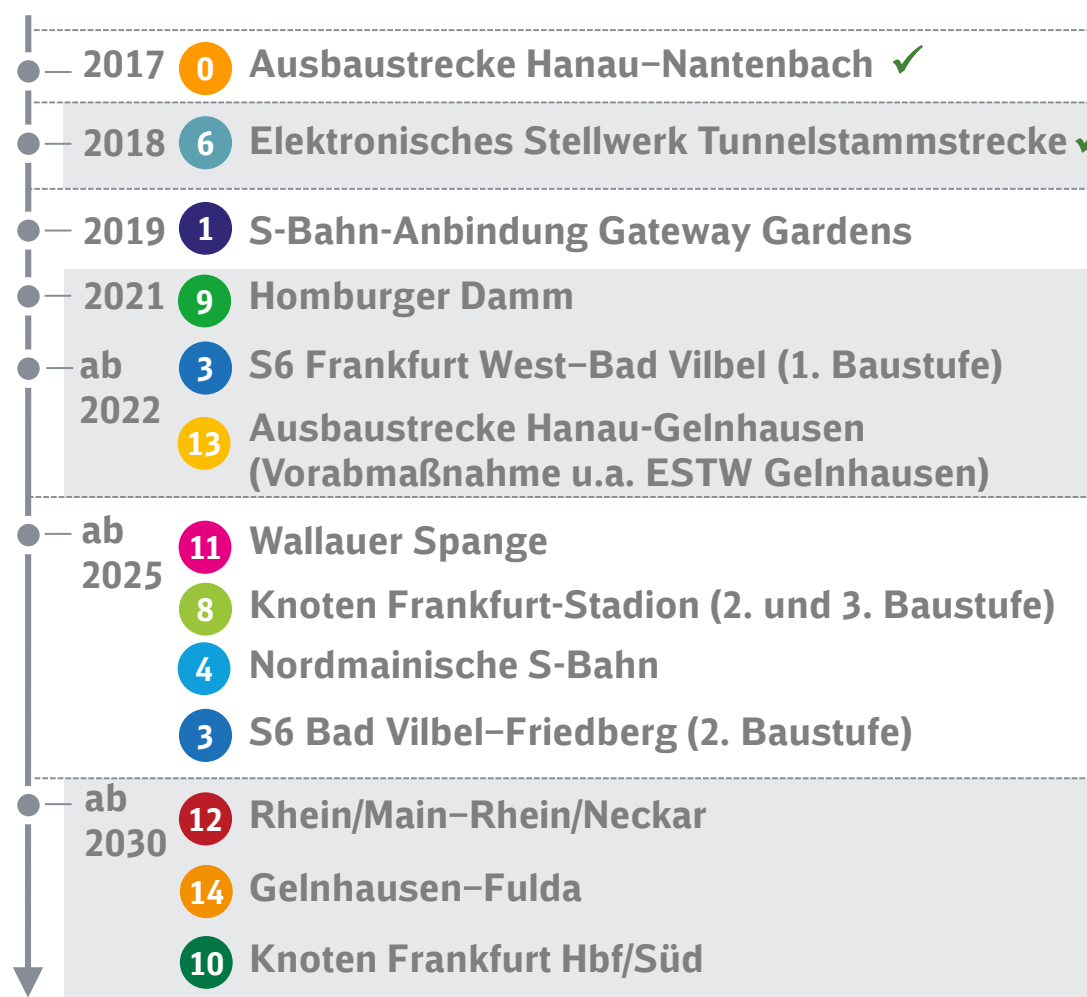 2017 0 Ausbaustrecke Hanau–Nantenbach ✓
2018 6 Elektronisches Stellwerk Tunnelstammstrecke ✓
2019 1 S-Bahn-Anbindung Gateway Gardens
2021 9 Homburger Damm
ab 2022 3 S6 Frankfurt West–Bad Vilbel (1. Baustufe)
13 Ausbaustrecke Hanau-Gelnhausen
(Vorabmaßnahme u.a. ESTW Gelnhausen)
ab 2025 11 Wallauer Spange
8 Knoten Frankfurt-Stadion (2. und 3. Baustufe)
4 Nordmainische S-Bahn
3 S6 Bad Vilbel–Friedberg (2. Baustufe)
ab 2030 12 Rhein/Main–Rhein/Neckar
14 Gelnhausen–Fulda
10 Knoten Frankfurt Hbf/Süd